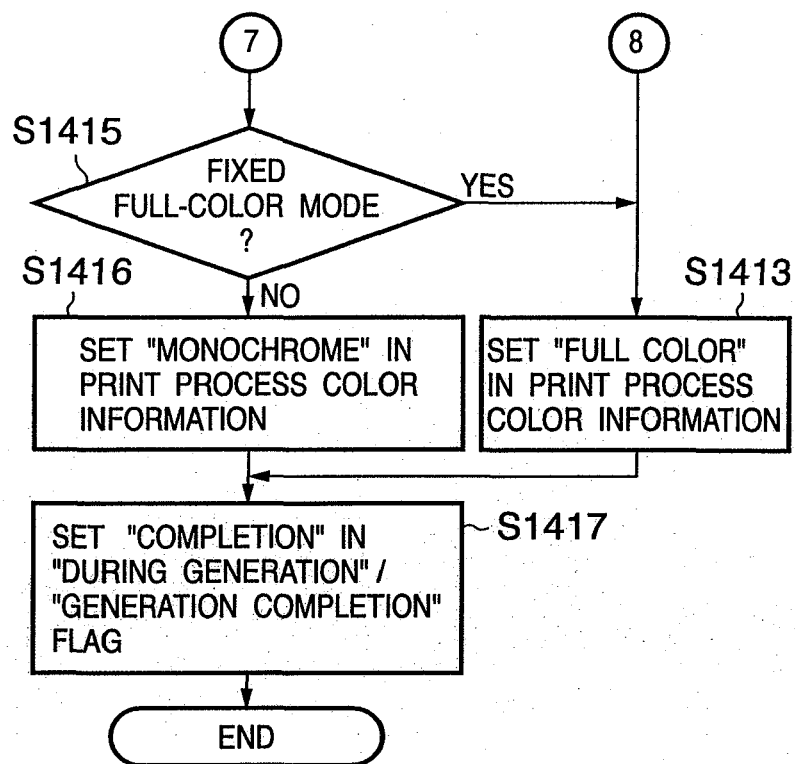 7
8
S1415
FIXED
FULL-COLOR MODE
?
YES
S1416
NO
S1413
SET "MONOCHROME" IN
PRINT PROCESS COLOR
INFORMATION
SET "FULL COLOR"
IN PRINT PROCESS
COLOR INFORMATION
SET "COMPLETION" IN
"DURING GENERATION" /
"GENERATION COMPLETION"
FLAG
S1417
END